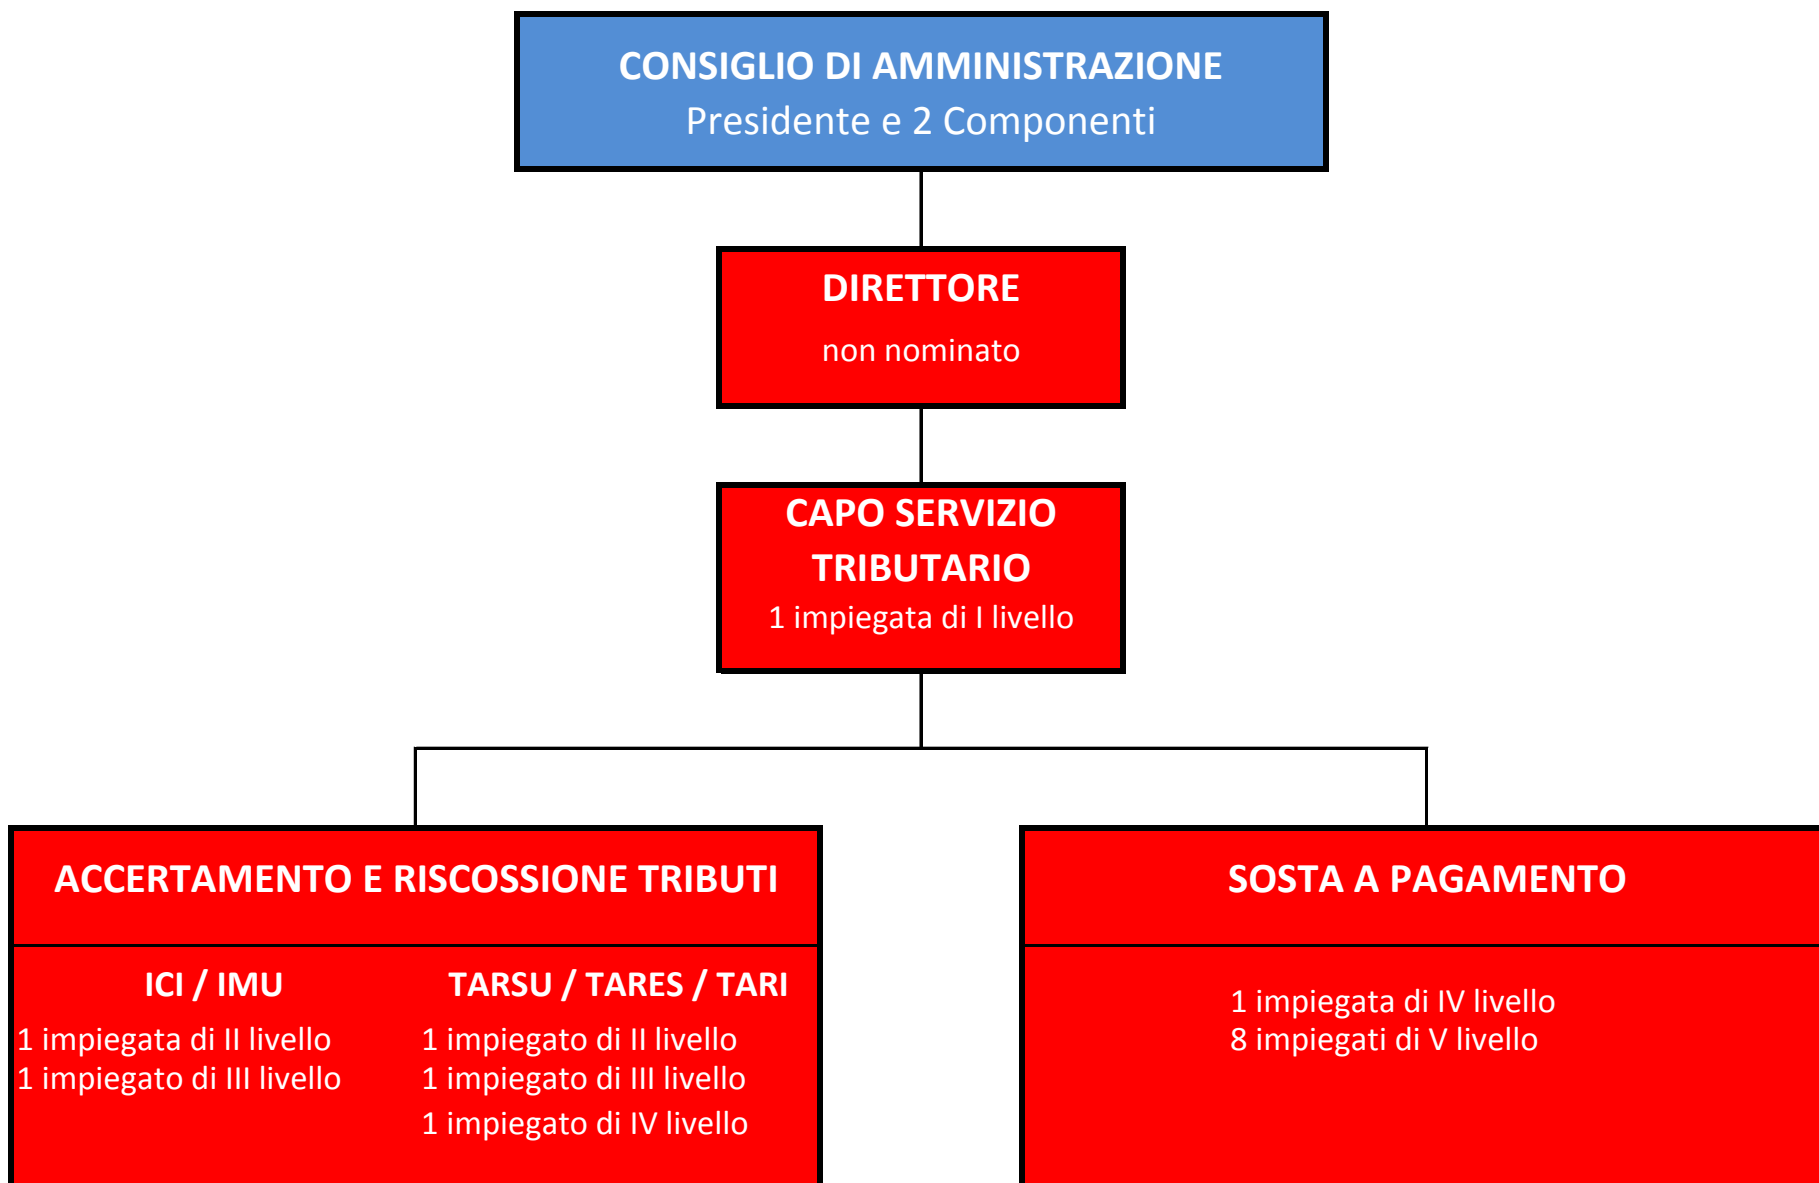 CONSIGLIO DI AMMINISTRAZIONE
Presidente e 2 Componenti
DIRETTORE
non nominato
CAPO SERVIZIO
TRIBUTARIO
1 impiegata di I livello
ACCERTAMENTO E RISCOSSIONE TRIBUTI
ICI / IMU
1 impiegata di II livello
1 impiegato di III livello
TARSU / TARES / TARI
1 impiegato di II livello
1 impiegato di III livello
1 impiegato di IV livello
SOSTA A PAGAMENTO
1 impiegata di IV livello
8 impiegati di V livello